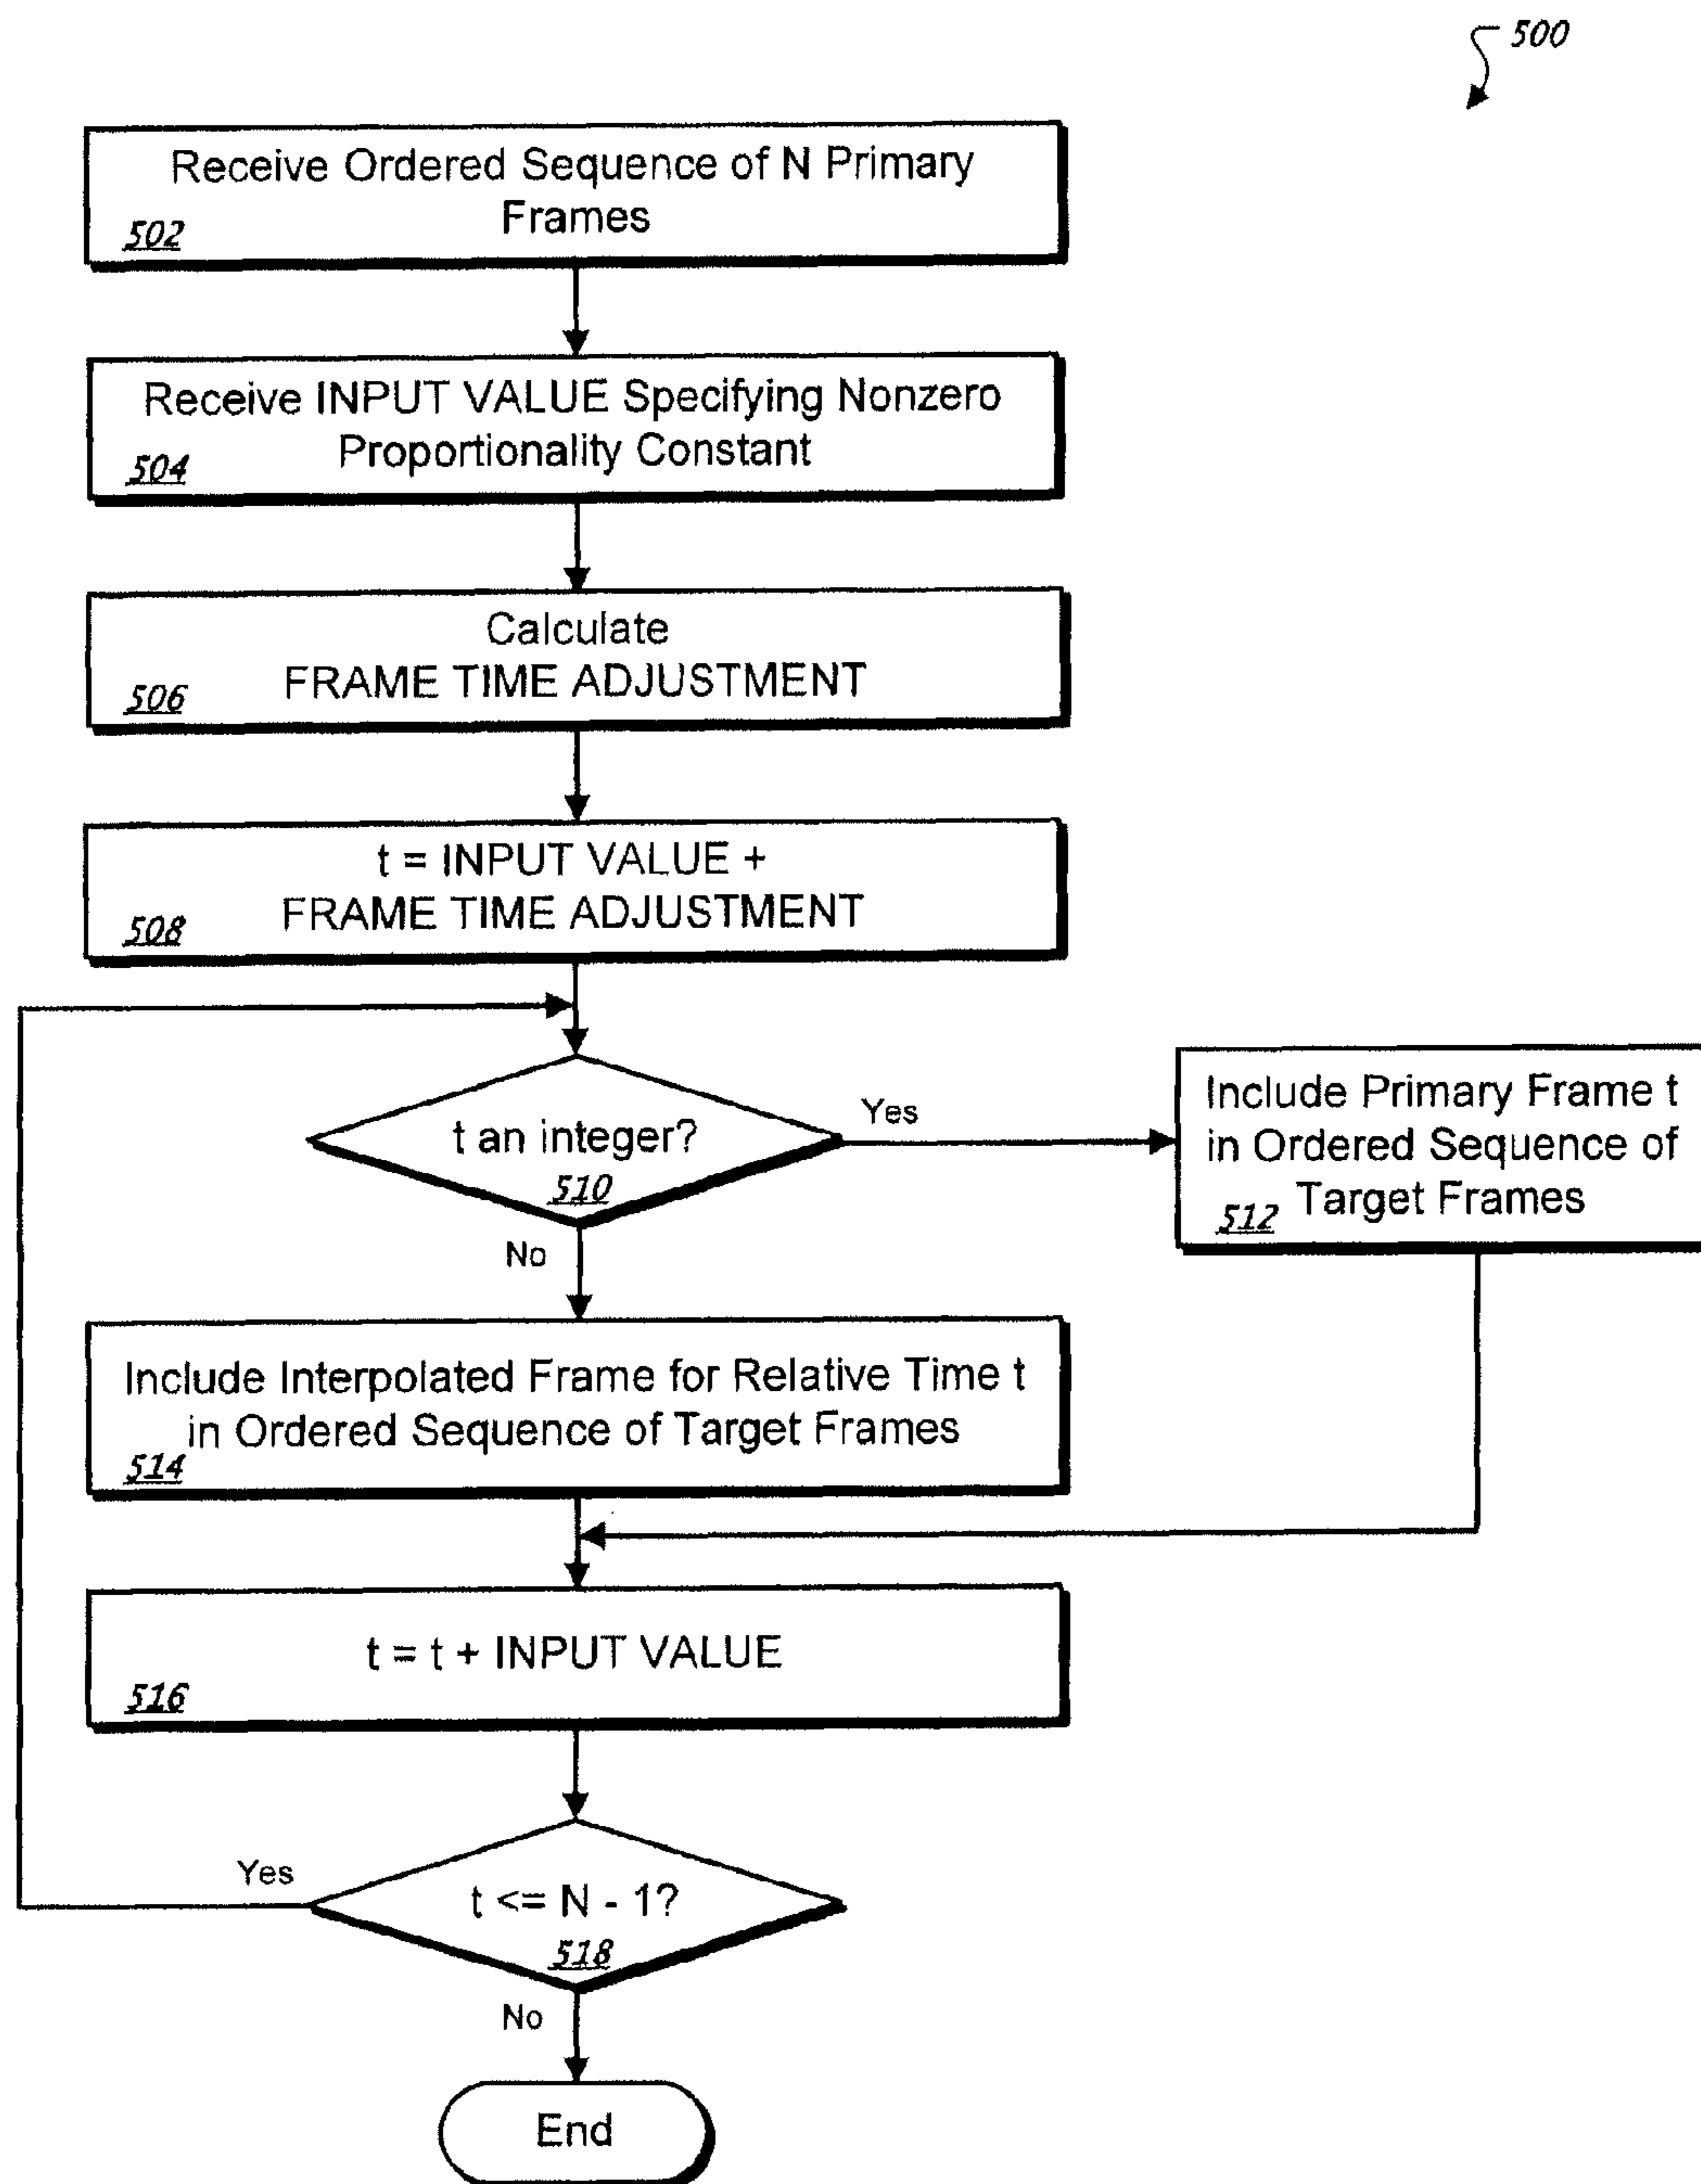 500
Receive Ordered Sequence of N Primary
Frames
502
Receive INPUT VALUE Specifying Nonzero
Proportionality Constant
504
Calculate
FRAME TIME ADJUSTMENT
506
t = INPUT VALUE +
FRAME TIME ADJUSTMENT
508
t an integer?
510
Yes
Include Primary Frame t
in Ordered Sequence of
Target Frames
512
No
Include Interpolated Frame for Relative Time t
in Ordered Sequence of Target Frames
514
t = t + INPUT VALUE
516
Yes
t <= N - 1?
518
No
End